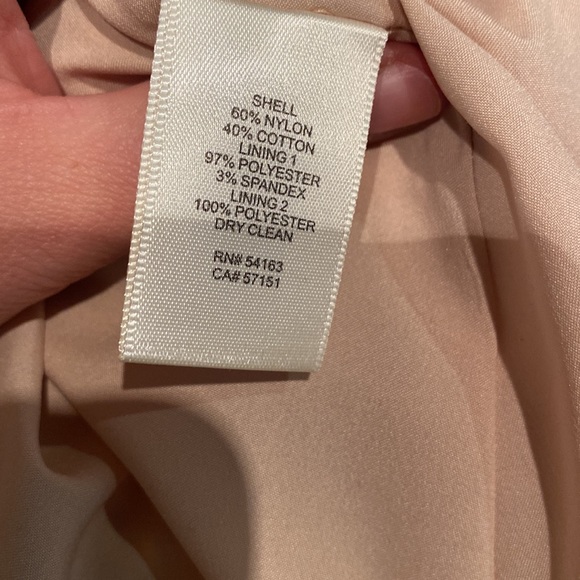 SHELL
60% NYLON
40% COTTON
LINING 1
97% POLYESTER
3% SPANDEX
LINING 2
100% POLYESTER
DRY CLEAN
RN# 54163
CA# 57151